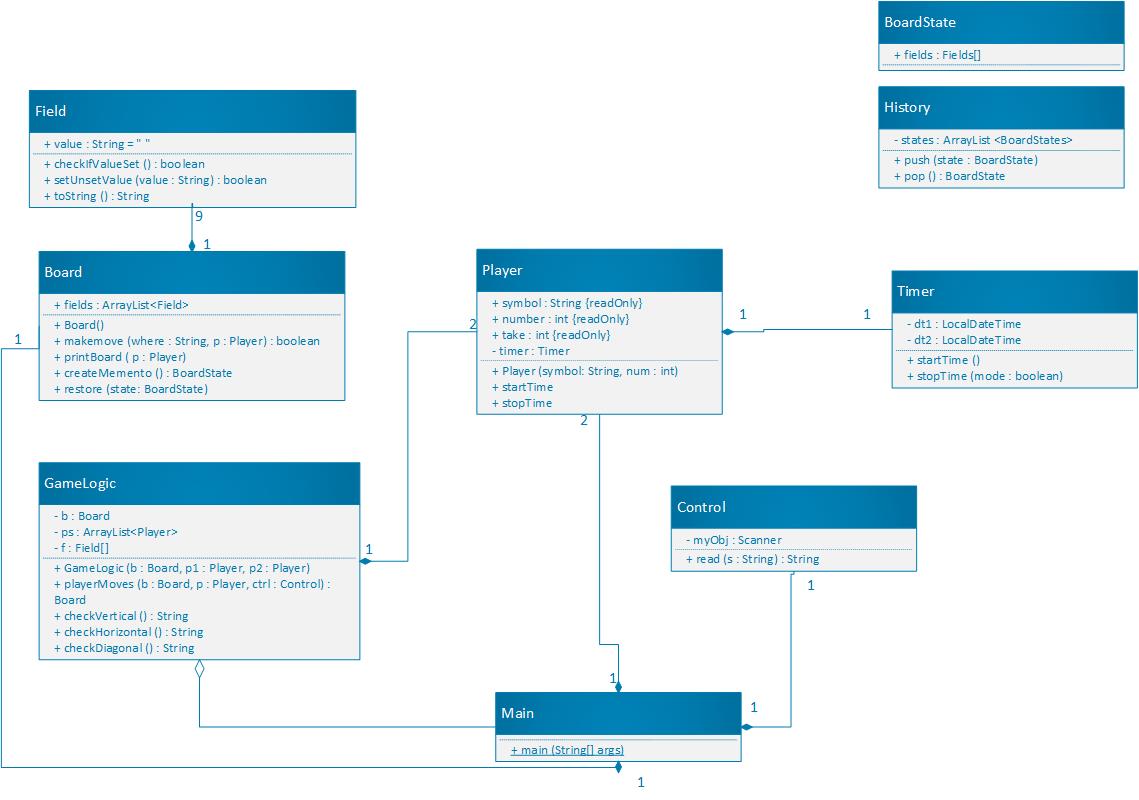 BoardState
+ fields : Fields[]
History
- states : ArrayList <BoardStates>
+ push (state : BoardState)
+ pop () : BoardState
Field
+ value : String = " "
+ checkIfValueSet () : boolean
+ setUnsetValue (value : String) : boolean
+ toString () : String
9
1
Board
+ fields : ArrayList<Field>
+ Board()
+ makemove (where : String, p : Player) : boolean
+ printBoard ( p : Player)
+ createMemento () : BoardState
+ restore (state: BoardState)
1
Player
+ symbol : String {readOnly}
+ number : int {readOnly}
+ take : int {readOnly}
- timer : Timer
+ Player (symbol: String, num : int)
+ startTime
+ stopTime
2
2
1
1
Timer
- dt1 : LocalDateTime
- dt2 : LocalDateTime
+ startTime ()
+ stopTime (mode : boolean)
GameLogic
- b : Board
- ps : ArrayList<Player>
- f : Field[]
+ GameLogic (b : Board, p1 : Player, p2 : Player)
+ playerMoves (b : Board, p : Player, ctrl : Control) :
Board
+ checkVertical () : String
+ checkHorizontal () : String
+ checkDiagonal () : String
1
Control
- myObj : Scanner
+ read (s : String) : String
1
1
1
Main
+ main (String[] args)
1